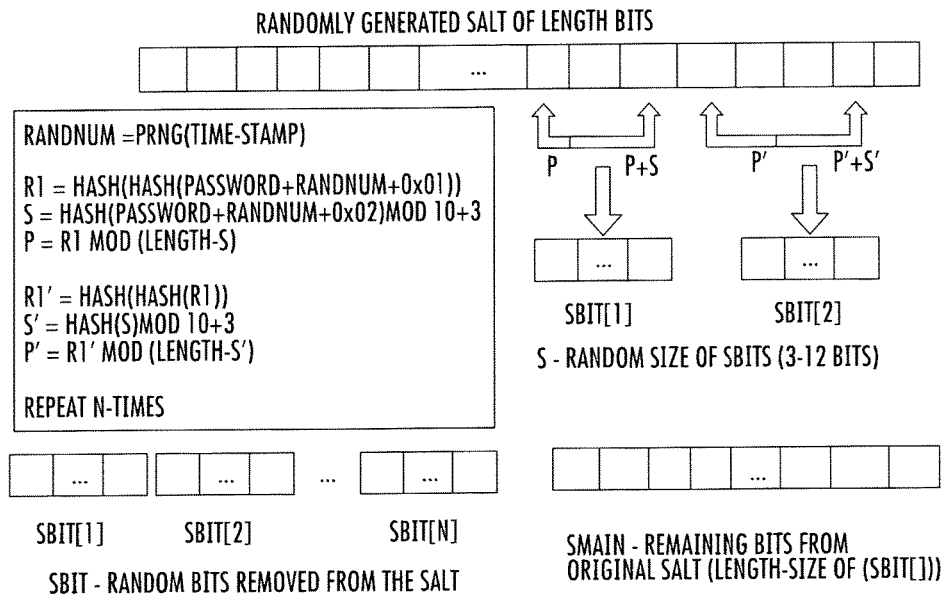 RANDOMLY GENERATED SALT OF LENGTH BITS
...
RANDNUM =PRNG(TIME-STAMP)
R1 = HASH(HASH(PASSWORD+RANDNUM+0x01))
S = HASH(PASSWORD+RANDNUM+0x02)MOD 10+3
P = R1 MOD (LENGTH-S)
R1' = HASH(HASH(R1))
S' = HASH(S)MOD 10+3
P' = R1' MOD (LENGTH-S')
REPEAT N-TIMES
P P+S P' P'+S'
... ...
SBIT[1] SBIT[2]
S - RANDOM SIZE OF SBITS (3-12 BITS)
... ... ... ...
SBIT[1] SBIT[2] SBIT[N]
SBIT - RANDOM BITS REMOVED FROM THE SALT
...
SMAIN - REMAINING BITS FROM
ORIGINAL SALT (LENGTH-SIZE OF (SBIT[]))